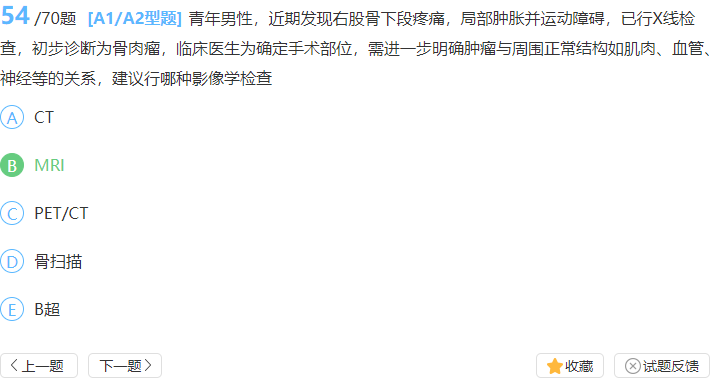 54 /70题 [A1/A2型题] 青年男性，近期发现右股骨下段疼痛，局部肿胀并运动障碍，已行X线检
查，初步诊断为骨肉瘤，临床医生为确定手术部位，需进一步明确肿瘤与周围正常结构如肌肉、血管、
神经等的关系，建议行哪种影像学检查
A CT
B MRI
C PET/CT
D 骨扫描
E B超
上一题 下一题 收藏 试题反馈